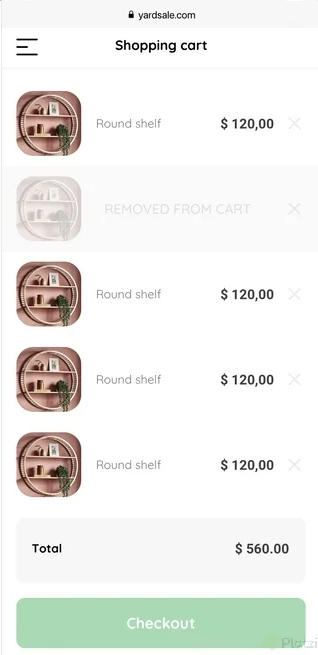 yardsale.com
Shopping cart
Round shelf $ 120,00
REMOVED FROM CART
Round shelf $ 120,00
Round shelf $ 120,00
Round shelf $ 120,00
Total $ 560.00
Checkout
Platzi